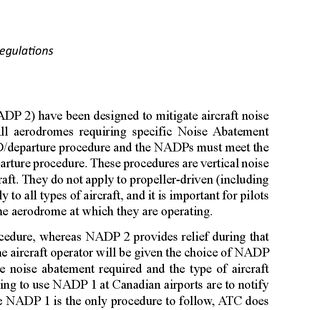 egulations
ADP 2) have been designed to mitigate aircraft noise
ll aerodromes requiring specific Noise Abatement
/departure procedure and the NADPs must meet the
arture procedure. These procedures are vertical noise
raft. They do not apply to propeller-driven (including
ly to all types of aircraft, and it is important for pilots
he aerodrome at which they are operating.
cedure, whereas NADP 2 provides relief during that
he aircraft operator will be given the choice of NADP
e noise abatement required and the type of aircraft
ing to use NADP 1 at Canadian airports are to notify
e NADP 1 is the only procedure to follow, ATC does